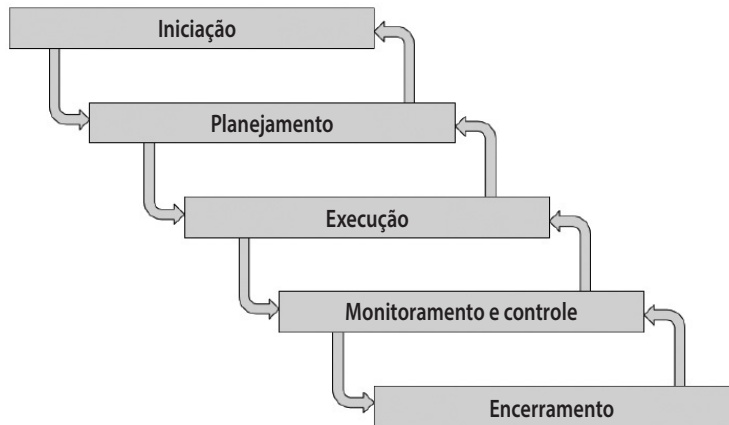 Iniciação
Planejamento
Execução
Monitoramento e controle
Encerramento